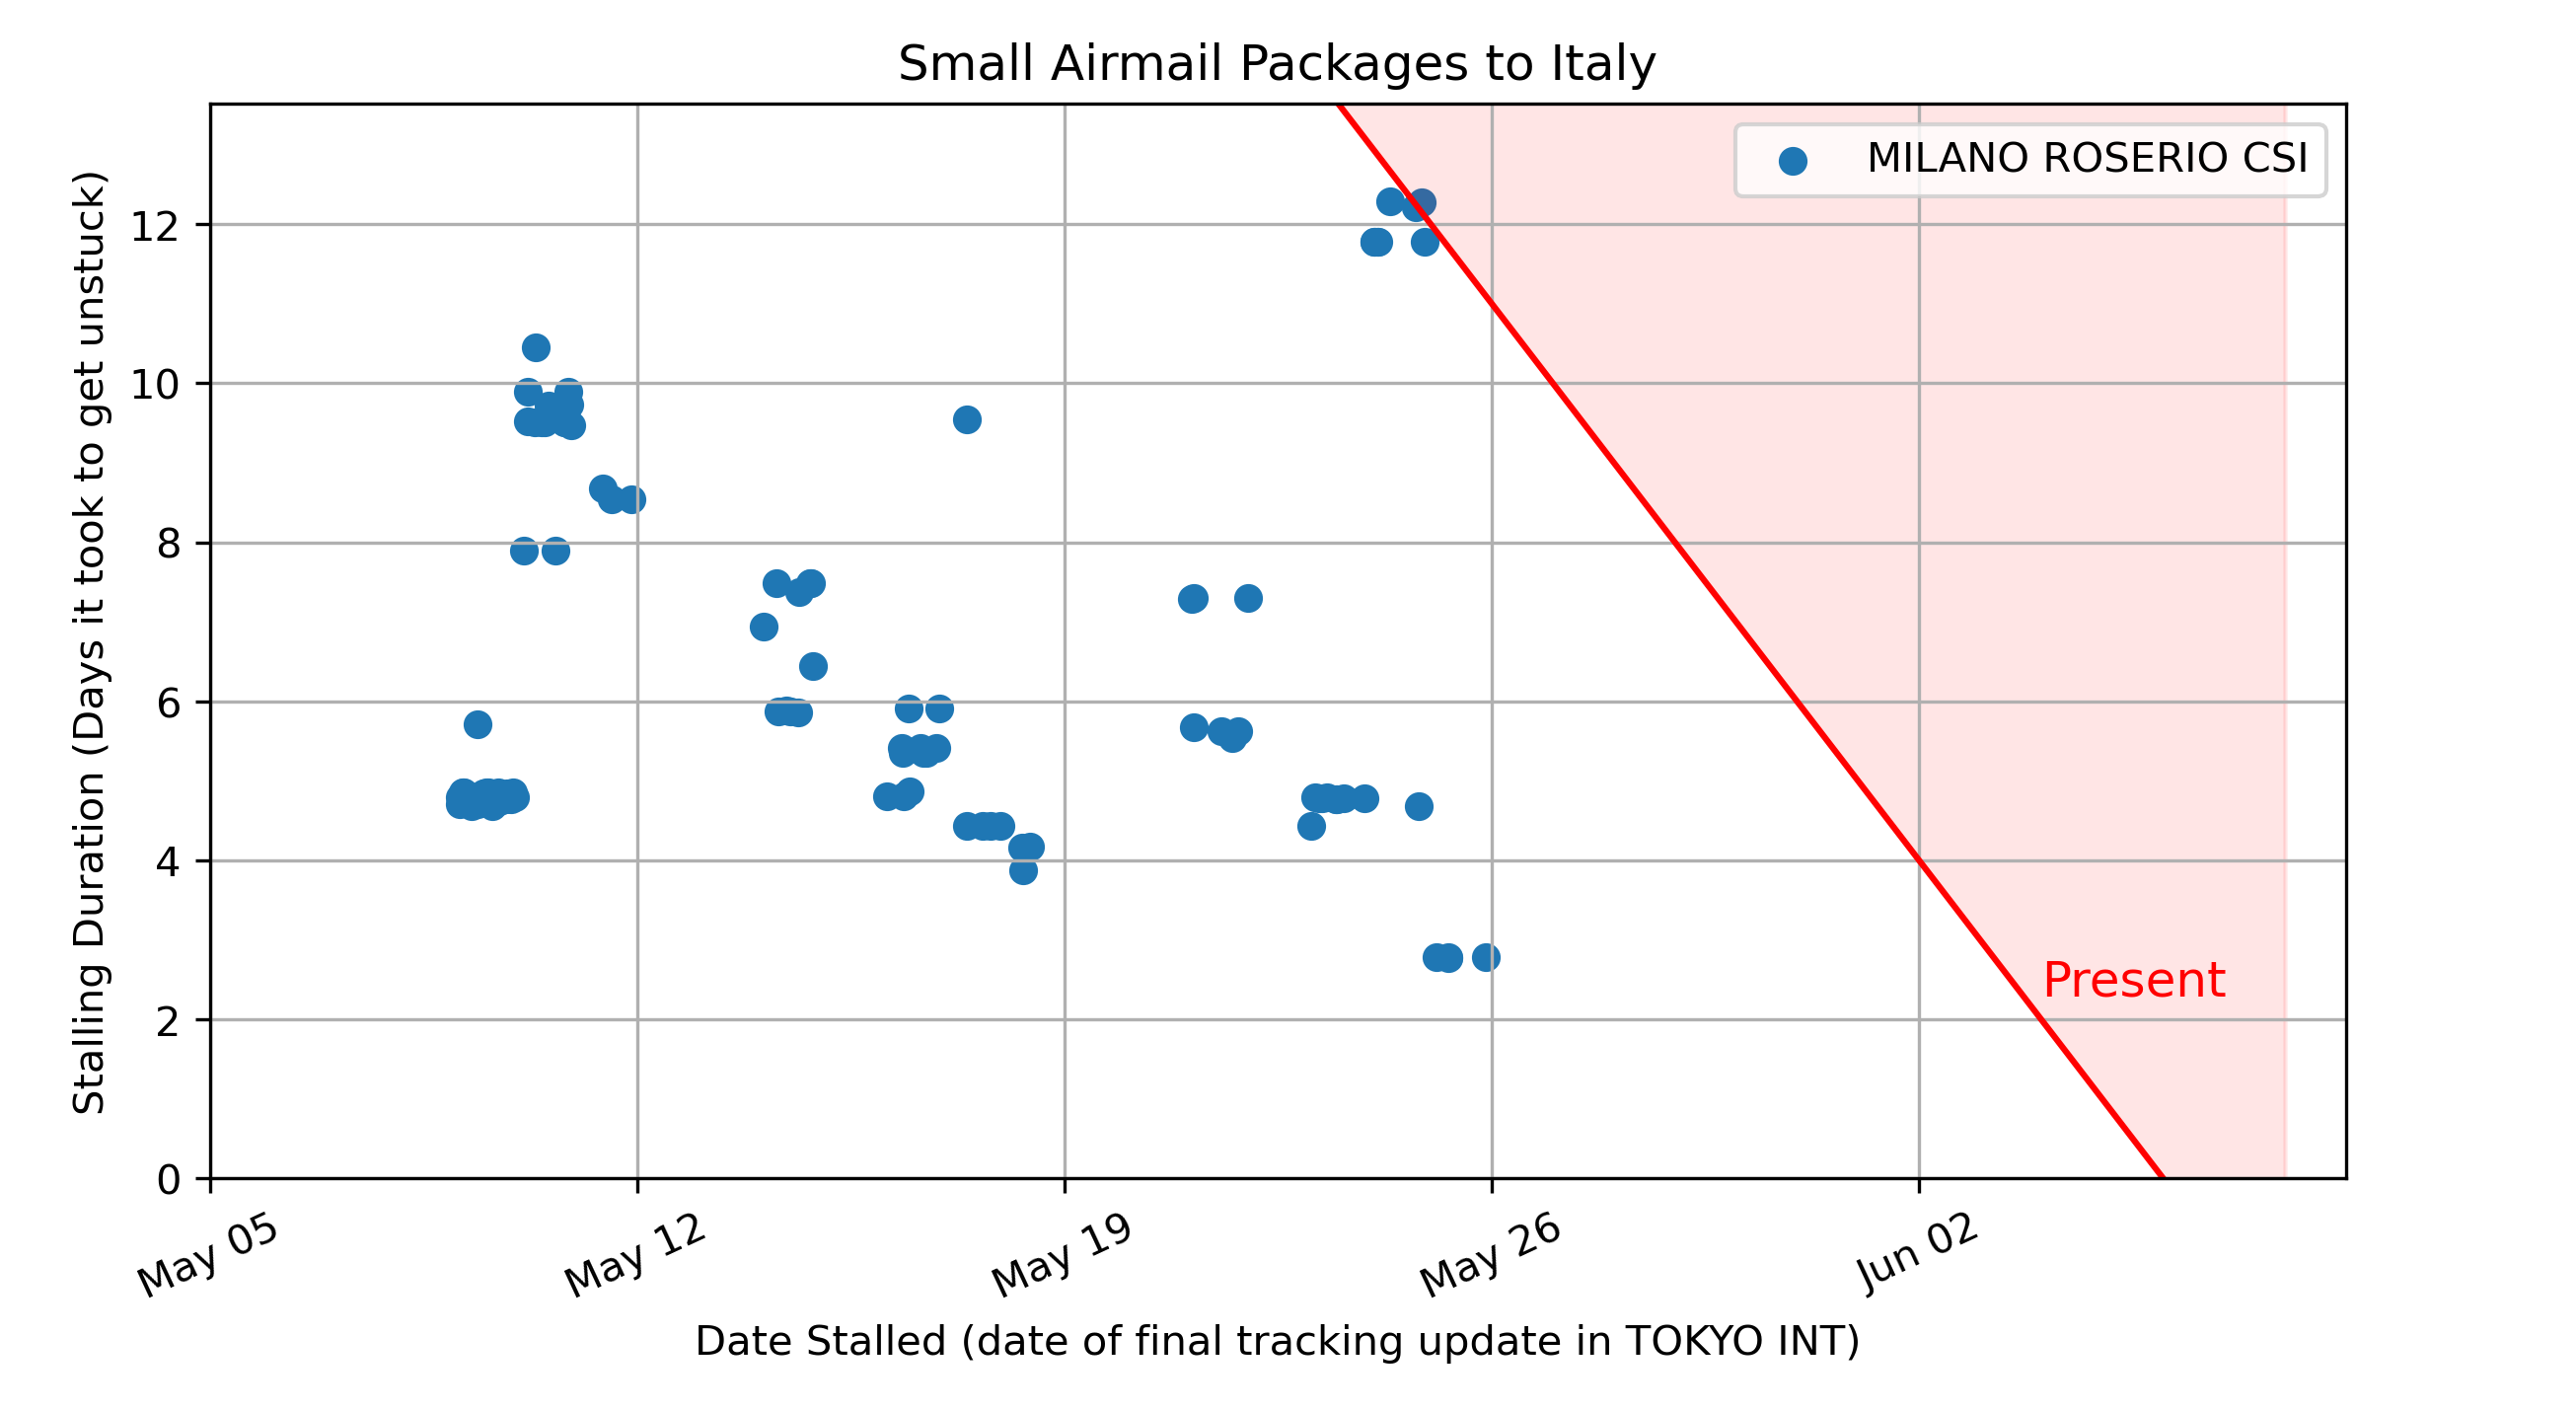 Small Airmail Packages to Italy
MILANO ROSERIO CSI
Stalling Duration (Days it took to get unstuck)
12
10
8
6
4
2
0
Present
May 05
May 12
May 19
May 26
Jun 02
Date Stalled (date of final tracking update in TOKYO INT)